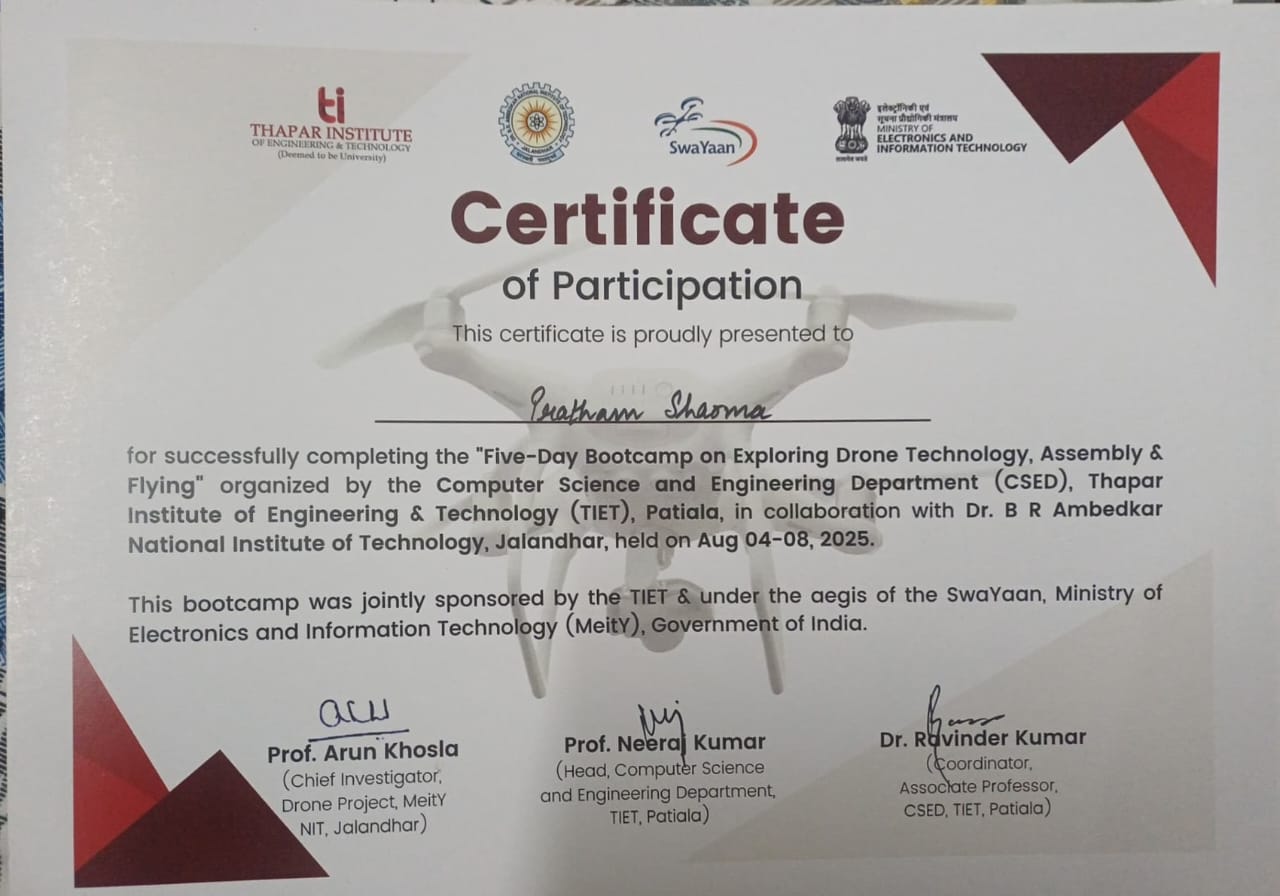 ti
THAPAR INSTITUTE
OF ENGINEERING & TECHNOLOGY
(Deemed to be University)
SwaYaan
इलेक्ट्रॉनिकी एवं
सूचना प्रौद्योगिकी मंत्रालय
MINISTRY OF
ELECTRONICS AND
INFORMATION TECHNOLOGY
सत्यमेव जयते
Certificate
of Participation
This certificate is proudly presented to
Pratham Sharma
for successfully completing the "Five-Day Bootcamp on Exploring Drone Technology, Assembly &
Flying" organized by the Computer Science and Engineering Department (CSED), Thapar
Institute of Engineering & Technology (TIET), Patiala, in collaboration with Dr. B R Ambedkar
National Institute of Technology, Jalandhar, held on Aug 04-08, 2025.
This bootcamp was jointly sponsored by the TIET & under the aegis of the SwaYaan, Ministry of
Electronics and Information Technology (MeitY), Government of India.
Prof. Arun Khosla
(Chief Investigator,
Drone Project, MeitY
NIT, Jalandhar)
Prof. Neeraj Kumar
(Head, Computer Science
and Engineering Department,
TIET, Patiala)
Dr. Ravinder Kumar
(Coordinator,
Associate Professor,
CSED, TIET, Patiala)